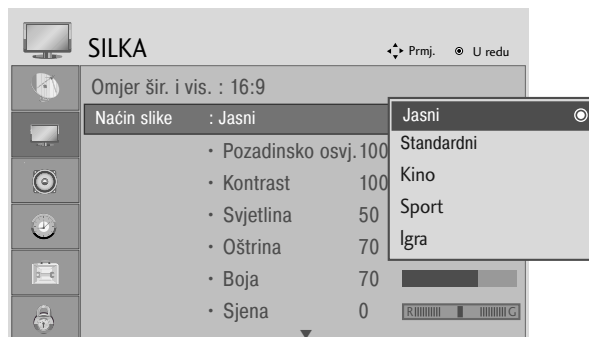 SILKA
Prmj. U redu
Omjer šir. i vis. : 16:9
Naćin slike : Jasni
• Pozadinsko osvj. 100
• Kontrast 100
• Svjetlina 50
• Oštrina 70
• Boja 70
• Sjena 0 R G
Jasni
Standardni
Kino
Sport
Igra